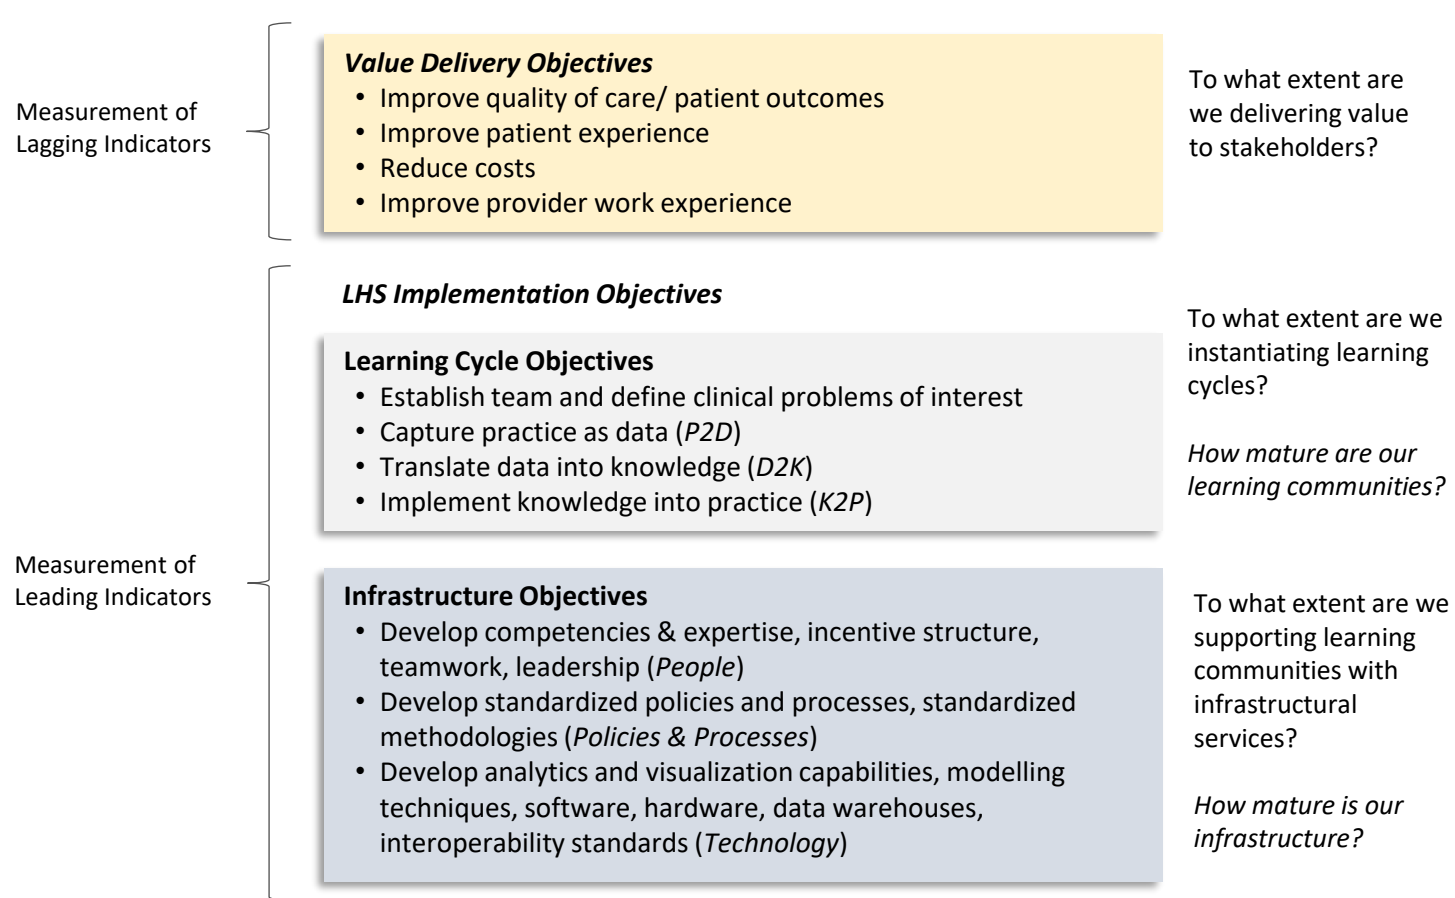 Measurement of
Lagging Indicators
Value Delivery Objectives
• Improve quality of care/ patient outcomes
• Improve patient experience
• Reduce costs
• Improve provider work experience
To what extent are
we delivering value
to stakeholders?
LHS Implementation Objectives
Learning Cycle Objectives
• Establish team and define clinical problems of interest
• Capture practice as data (P2D)
• Translate data into knowledge (D2K)
• Implement knowledge into practice (K2P)
To what extent are we
instantiating learning
cycles?
How mature are our
learning communities?
Measurement of
Leading Indicators
Infrastructure Objectives
• Develop competencies & expertise, incentive structure,
teamwork, leadership (People)
• Develop standardized policies and processes, standardized
methodologies (Policies & Processes)
• Develop analytics and visualization capabilities, modelling
techniques, software, hardware, data warehouses,
interoperability standards (Technology)
To what extent are we
supporting learning
communities with
infrastructural
services?
How mature is our
infrastructure?